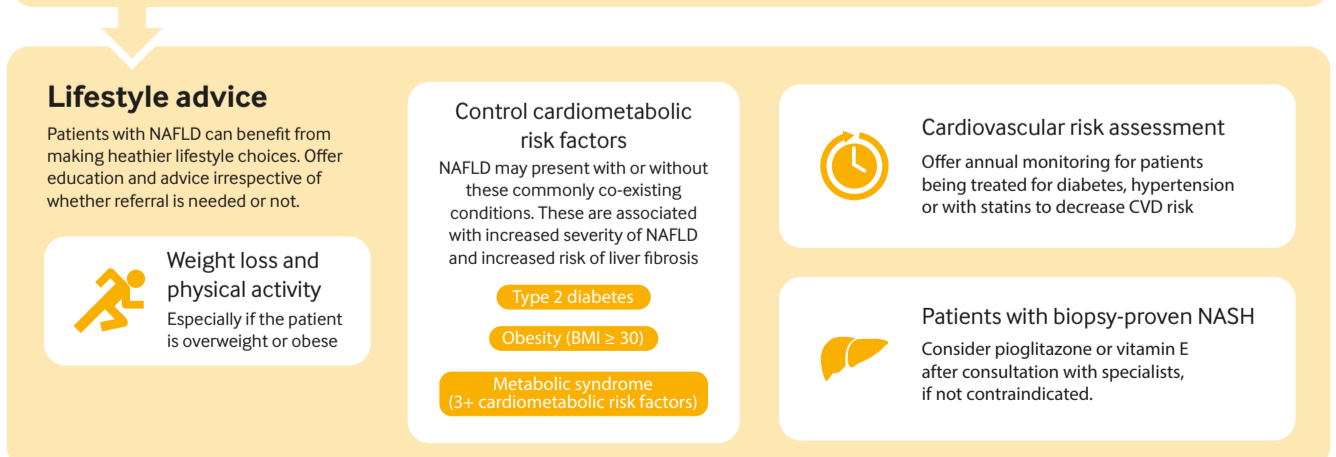 Lifestyle advice
Patients with NAFLD can benefit from
making heathier lifestyle choices. Offer
education and advice irrespective of
whether referral is needed or not.
Weight loss and
physical activity
Especially if the patient
is overweight or obese
Control cardiometabolic
risk factors
NAFLD may present with or without
these commonly co-existing
conditions. These are associated
with increased severity of NAFLD
and increased risk of liver fibrosis
Type 2 diabetes
Obesity (BMI ≥ 30)
Metabolic syndrome
(3+ cardiometabolic risk factors)
Cardiovascular risk assessment
Offer annual monitoring for patients
being treated for diabetes, hypertension
or with statins to decrease CVD risk
Patients with biopsy-proven NASH
Consider pioglitazone or vitamin E
after consultation with specialists,
if not contraindicated.